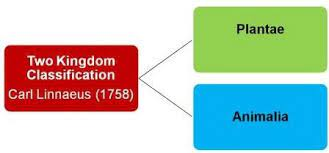 Two Kingdom
Classification
Carl Linnaeus (1758)
Plantae
Animalia